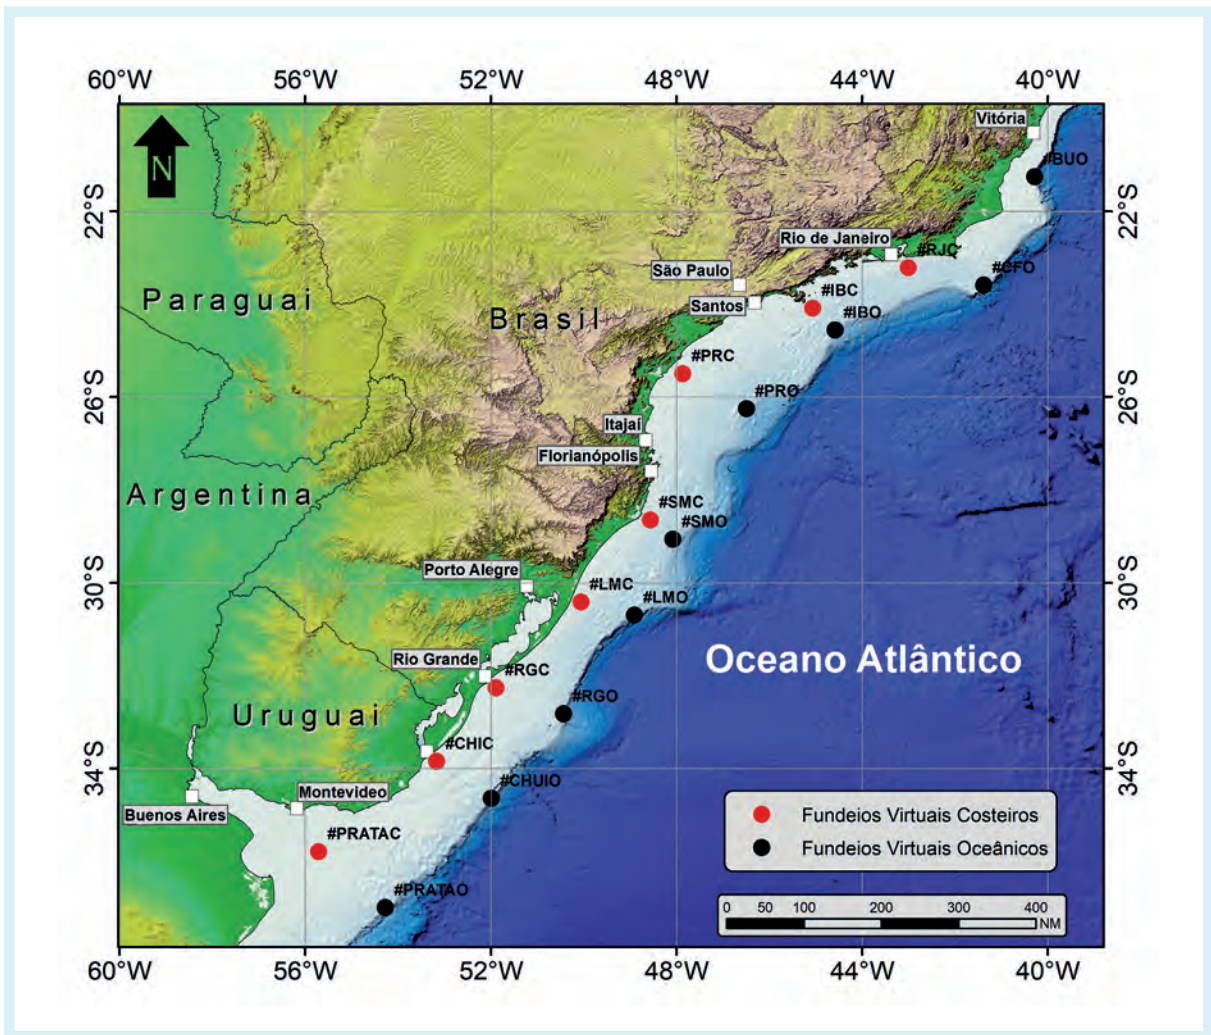 60°W 56°W 52°W 48°W 44°W 40°W
N
Vitória
#BUO
22°S 22°S
Rio de Janeiro
#RJC
#CFO
São Paulo
Santos
#IBC
#IBO
Paraguai
Brasil
#PRC
#PRO
26°S 26°S
Itajaí
Florianópolis
Argentina
#SMC
#SMO
Porto Alegre
30°S 30°S
#LMC
#LMO
Oceano Atlântico
Rio Grande
#RGC
#RGO
Uruguai
#CHIC
34°S 34°S
#CHUIO
Montevideo
Buenos Aires
#PRATAC
#PRATAO
Fundeios Virtuais Costeiros
Fundeios Virtuais Oceânicos
0 50 100 200 300 400
NM
60°W 56°W 52°W 48°W 44°W 40°W